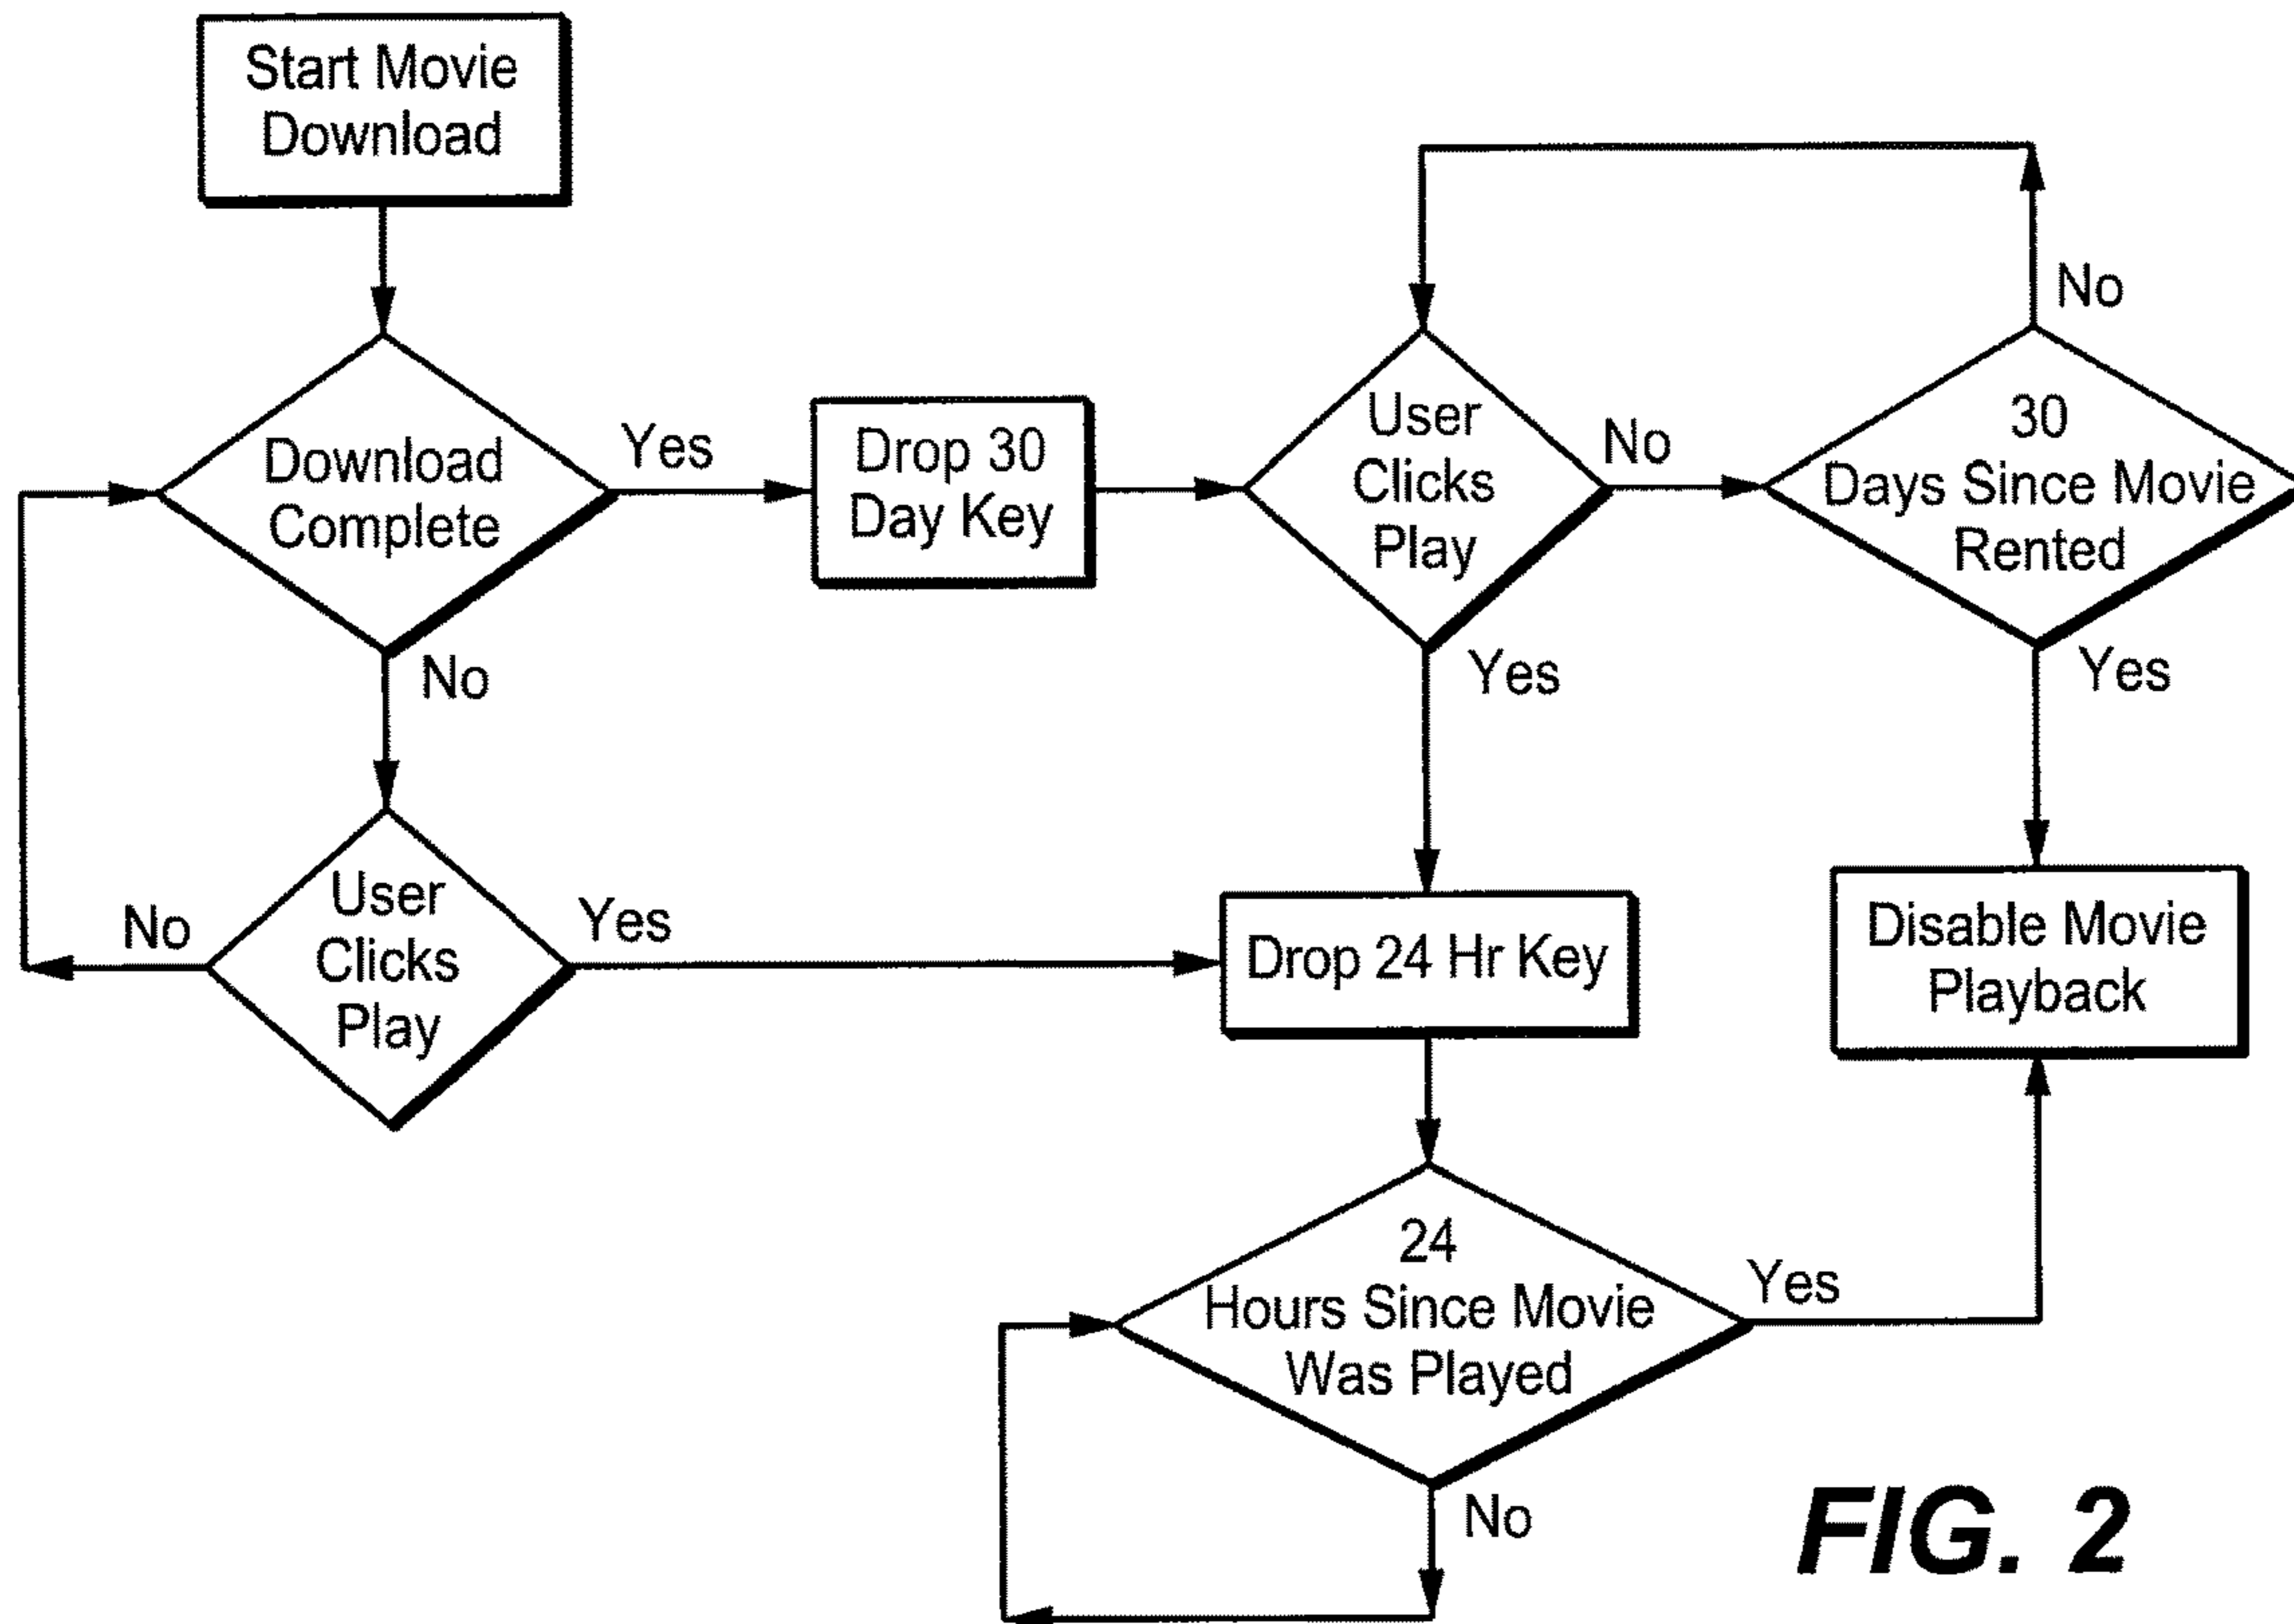 Start Movie
Download
Download
Complete
Yes
No
Drop 30
Day Key
User
Clicks
Play
No
Yes
30
Days Since Movie
Rented
No
Yes
User
Clicks
Play
No
Yes
Drop 24 Hr Key
Disable Movie
Playback
24
Hours Since Movie
Was Played
Yes
No
FIG. 2